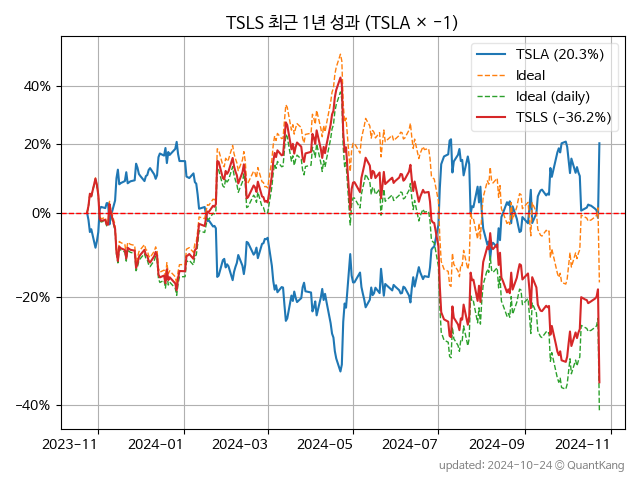 TSLS 최근 1년 성과 (TSLA × −1)
TSLA (20.3%)
Ideal
Ideal (daily)
TSLS (−36.2%)
40%
20%
0%
−20%
−40%
2023−11 2024−01 2024−03 2024−05 2024−07 2024−09 2024−11
updated: 2024-10-24 © QuantKang